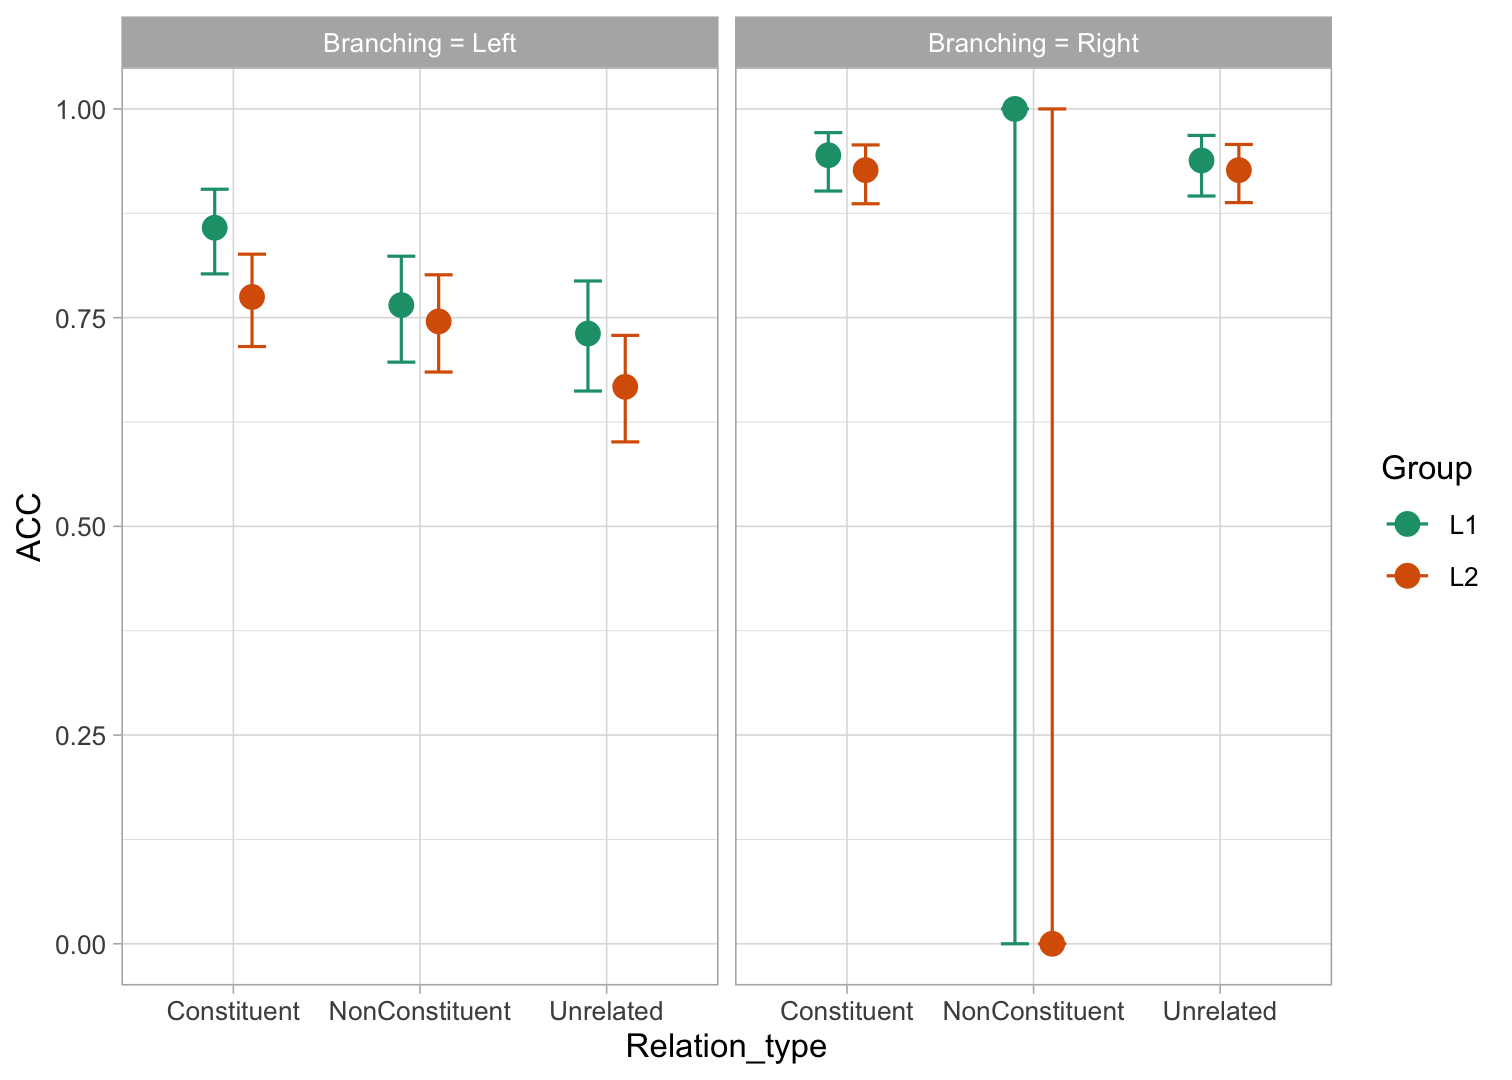 Branching = Left
Branching = Right
1.00
0.75
0.50
0.25
0.00
ACC
Constituent
NonConstituent
Unrelated
Constituent
NonConstituent
Unrelated
Relation_type
Group
L1
L2